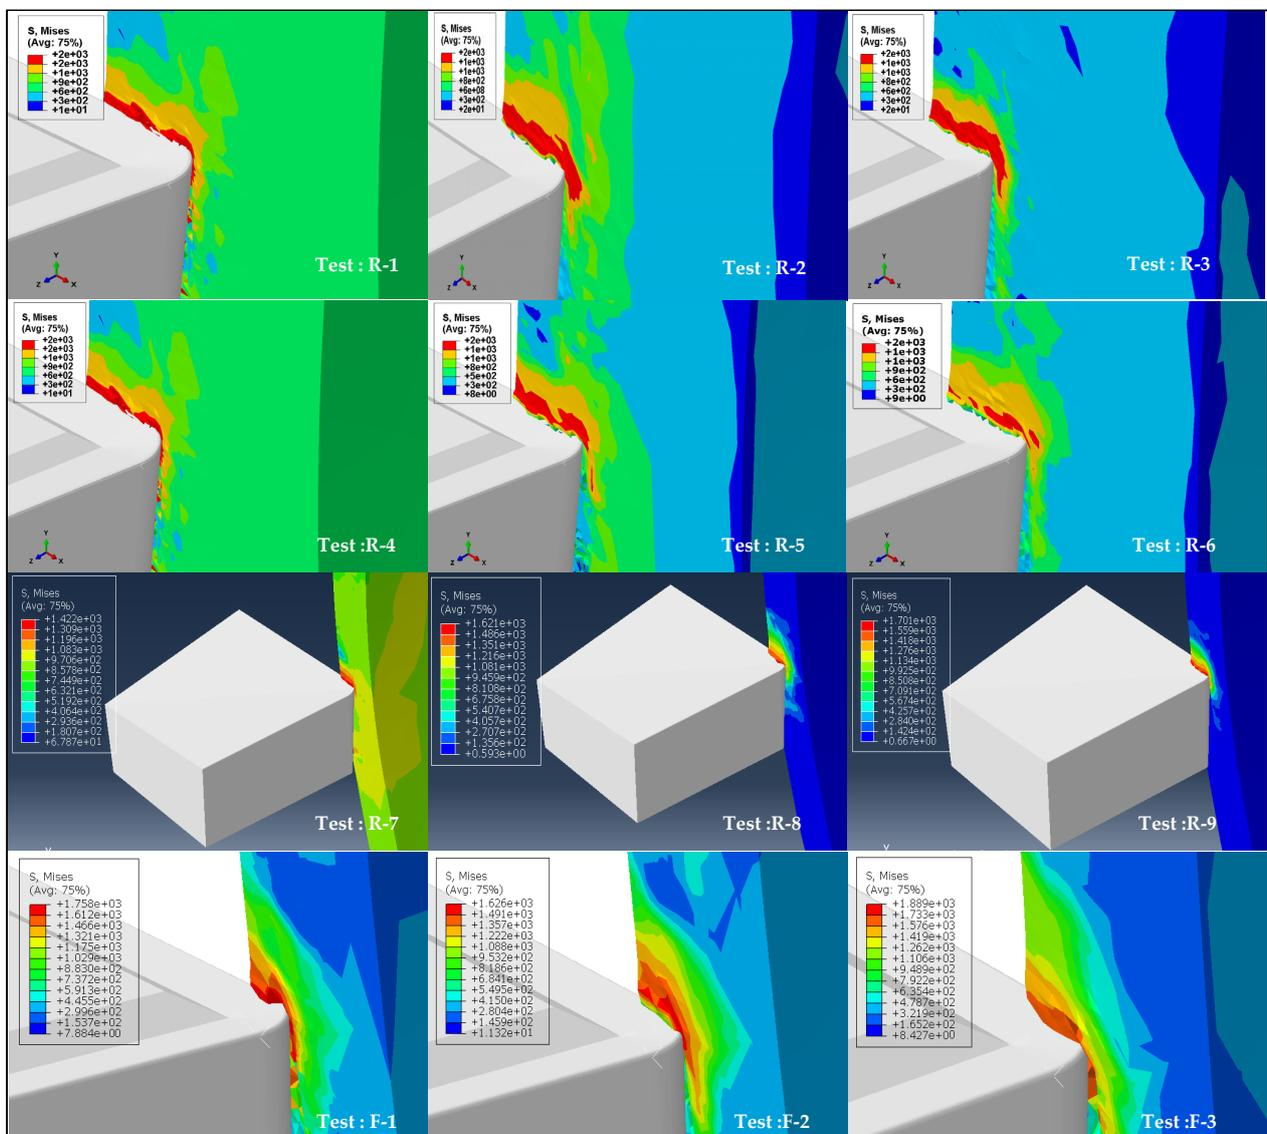 S, Mises
(Avg: 75%)
+2e+03
+2e+03
+1e+03
+9e+02
+6e+02
+3e+02
+1e+01
Y
Z
X
Test : R-1
S, Mises
(Avg: 75%)
+2e+03
+1e+03
+1e+03
+8e+02
+6e+08
+3e+02
+2e+01
Y
Z
X
Test : R-2
S, Mises
(Avg: 75%)
+2e+03
+1e+03
+1e+03
+8e+02
+6e+02
+3e+02
+2e+01
Y
Z
X
Test : R-3
S, Mises
(Avg: 75%)
+2e+03
+2e+03
+1e+03
+9e+02
+6e+02
+3e+02
+1e+01
Y
Z
X
Test :R-4
S, Mises
(Avg: 75%)
+2e+03
+1e+03
+1e+03
+8e+02
+5e+02
+3e+02
+8e+00
Y
Z
X
Test : R-5
S, Mises
(Avg: 75%)
+2e+03
+1e+03
+1e+03
+9e+02
+6e+02
+3e+02
+9e+00
Y
Z
X
Test : R-6
S, Mises
(Avg: 75%)
+1.422e+03
+1.309e+03
+1.196e+03
+1.083e+03
+9.706e+02
+8.578e+02
+7.449e+02
+6.321e+02
+5.192e+02
+4.064e+02
+2.936e+02
+1.807e+02
+6.787e+01
Test : R-7
S, Mises
(Avg: 75%)
+1.621e+03
+1.486e+03
+1.351e+03
+1.216e+03
+1.081e+03
+9.459e+02
+8.108e+02
+6.758e+02
+5.407e+02
+4.057e+02
+2.707e+02
+1.356e+02
+0.593e+00
Test :R-8
S, Mises
(Avg: 75%)
+1.701e+03
+1.559e+03
+1.418e+03
+1.276e+03
+1.134e+03
+9.925e+02
+8.508e+02
+7.091e+02
+5.674e+02
+4.257e+02
+2.840e+02
+1.424e+02
+0.667e+00
Test :R-9
S, Mises
(Avg: 75%)
+1.758e+03
+1.612e+03
+1.466e+03
+1.321e+03
+1.175e+03
+1.029e+03
+8.830e+02
+7.372e+02
+5.913e+02
+4.455e+02
+2.996e+02
+1.537e+02
+7.884e+00
Test : F-1
S, Mises
(Avg: 75%)
+1.626e+03
+1.491e+03
+1.357e+03
+1.222e+03
+1.088e+03
+9.532e+02
+8.186e+02
+6.841e+02
+5.495e+02
+4.150e+02
+2.804e+02
+1.459e+02
+1.132e+01
Test :F-2
S, Mises
(Avg: 75%)
+1.889e+03
+1.733e+03
+1.576e+03
+1.419e+03
+1.262e+03
+1.106e+03
+9.489e+02
+7.922e+02
+6.354e+02
+4.787e+02
+3.219e+02
+1.652e+02
+8.427e+00
Test :F-3